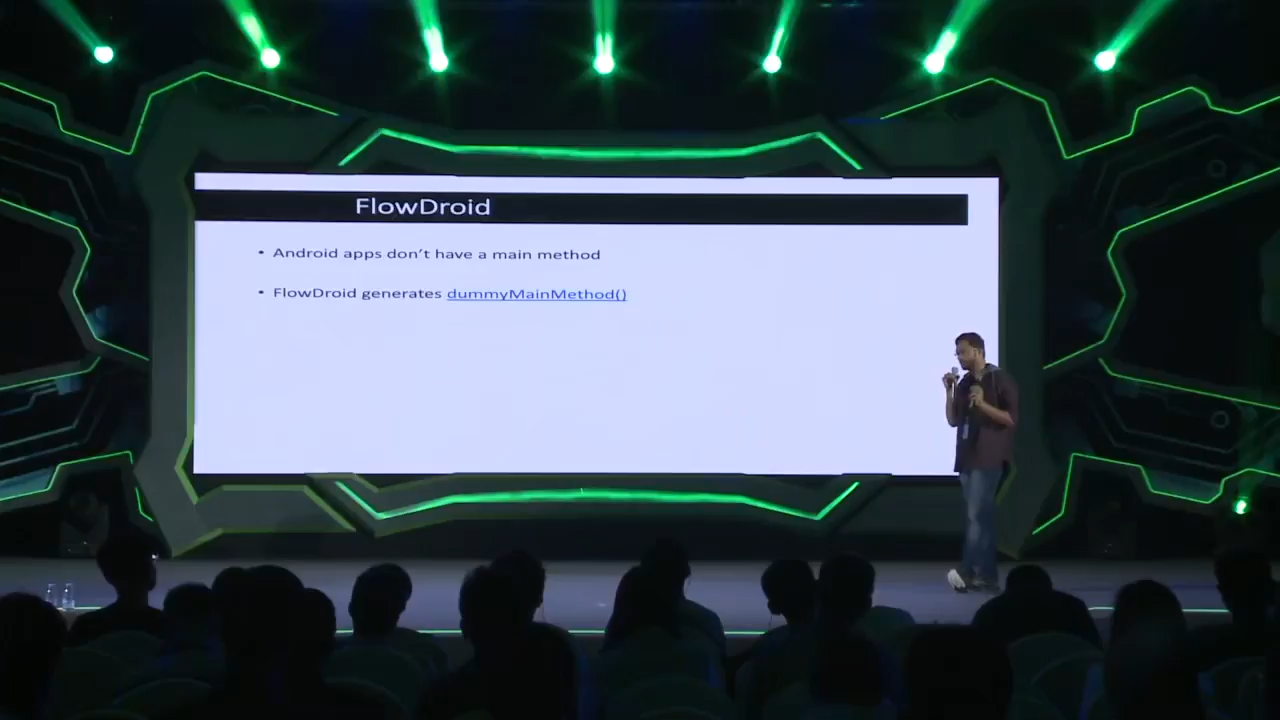 FlowDroid
• Android apps don’t have a main method
• FlowDroid generates dummyMainMethod()